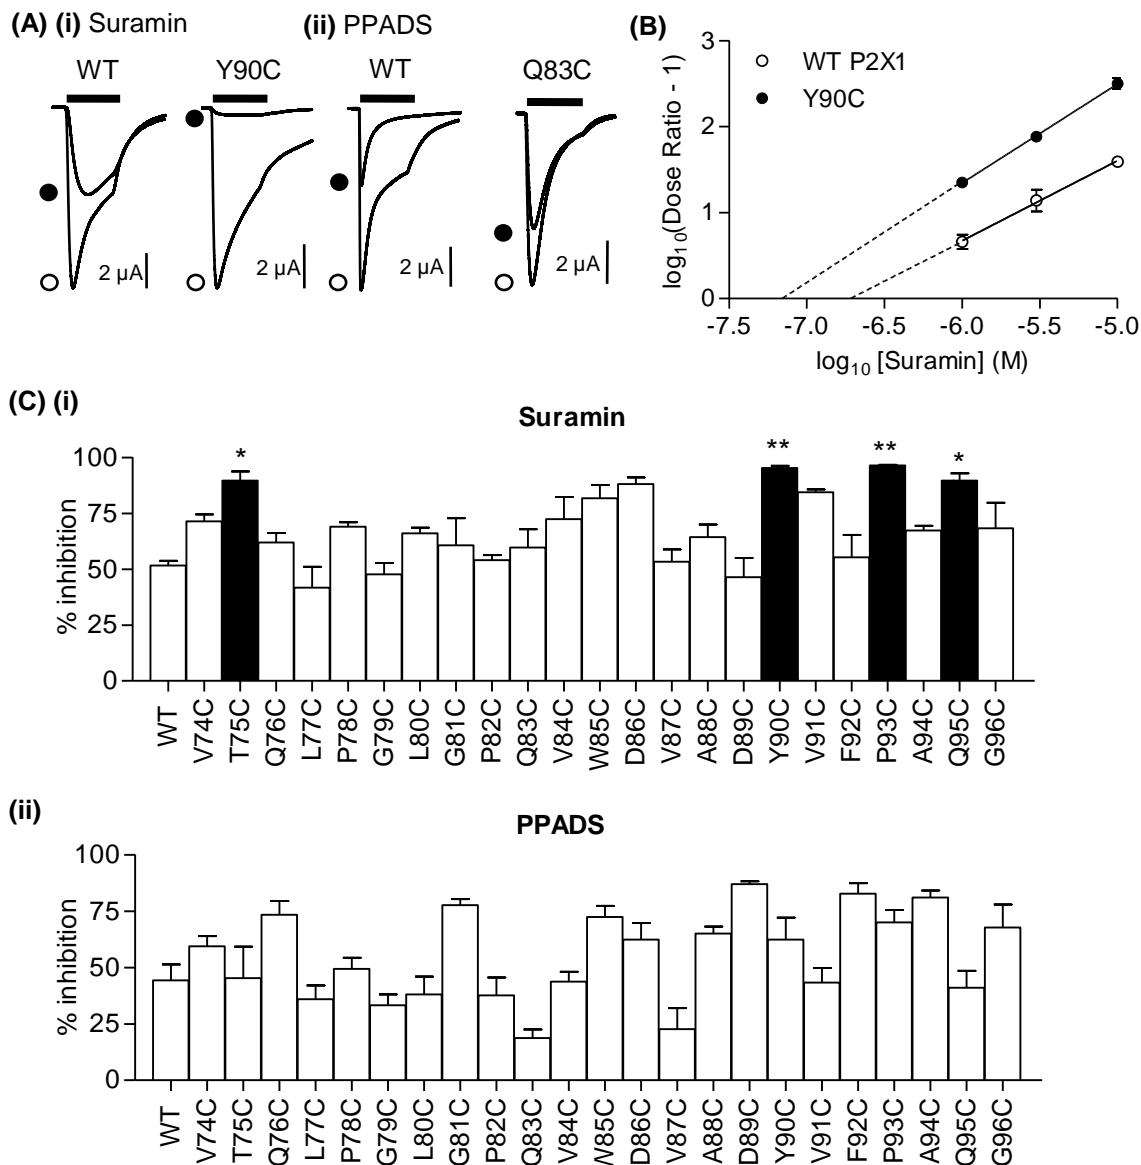 (A) (i) Suramin
(ii) PPADS
WT
Y90C
WT
Q83C
2 µA
2 µA
2 µA
2 µA
(B)
WT P2X1
Y90C
log10(Dose Ratio - 1)
3
2
1
0
-7.5 -7.0 -6.5 -6.0 -5.5 -5.0
log10 [Suramin] (M)
(C) (i)
Suramin
% inhibition
100
75
50
25
0
* ** ** *
WT V74C T75C Q76C L77C P78C G79C L80C G81C P82C Q83C V84C W85C D86C V87C A88C D89C Y90C V91C F92C P93C A94C Q95C G96C
(ii)
PPADS
% inhibition
100
75
50
25
0
WT V74C T75C Q76C L77C P78C G79C L80C G81C P82C Q83C V84C W85C D86C V87C A88C D89C Y90C V91C F92C P93C A94C Q95C G96C